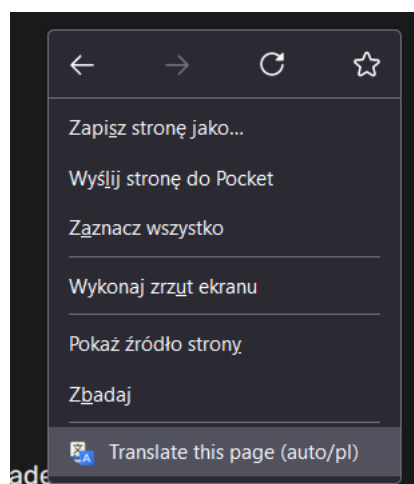 Zapisz stronę jako...
Wyślij stronę do Pocket
Zaznacz wszystko
Wykonaj zrzut ekranu
Pokaż źródło strony
Zbadaj
Translate this page (auto/pl)
ade